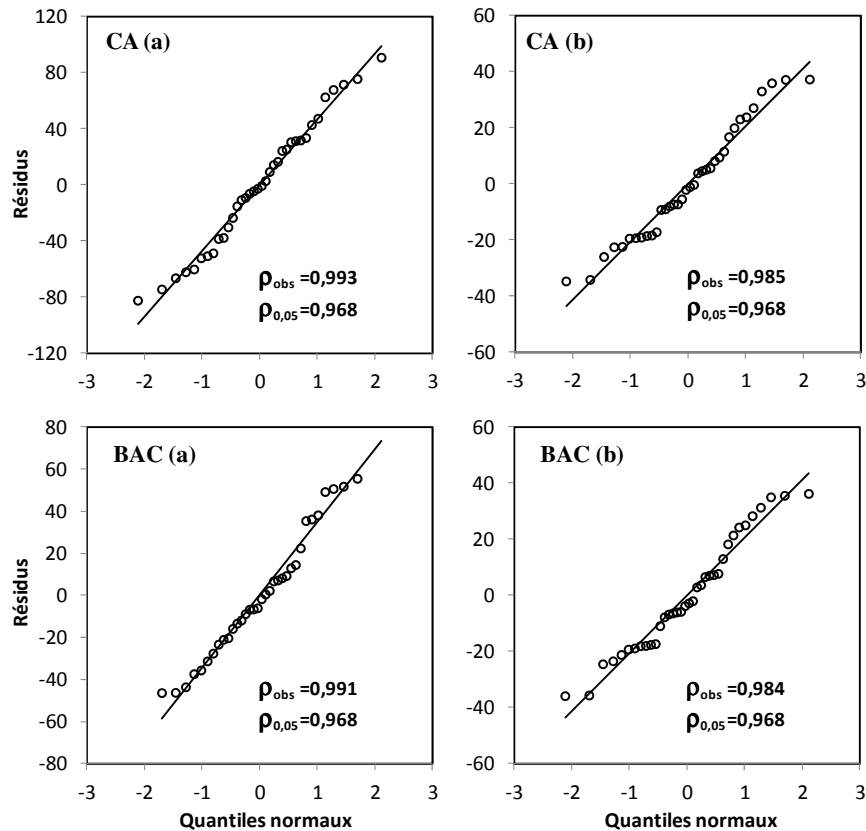 CA (a)
Résidus
120
80
40
0
-40
-80
-120
-3 -2 -1 0 1 2 3
ρobs=0,993
ρ0,05=0,968
CA (b)
60
40
20
0
-20
-40
-60
-3 -2 -1 0 1 2 3
ρobs=0,985
ρ0,05=0,968
BAC (a)
Résidus
80
60
40
20
0
-20
-40
-60
-80
-3 -2 -1 0 1 2 3
Quantiles normaux
ρobs=0,991
ρ0,05=0,968
BAC (b)
60
40
20
0
-20
-40
-60
-3 -2 -1 0 1 2 3
Quantiles normaux
ρobs=0,984
ρ0,05=0,968